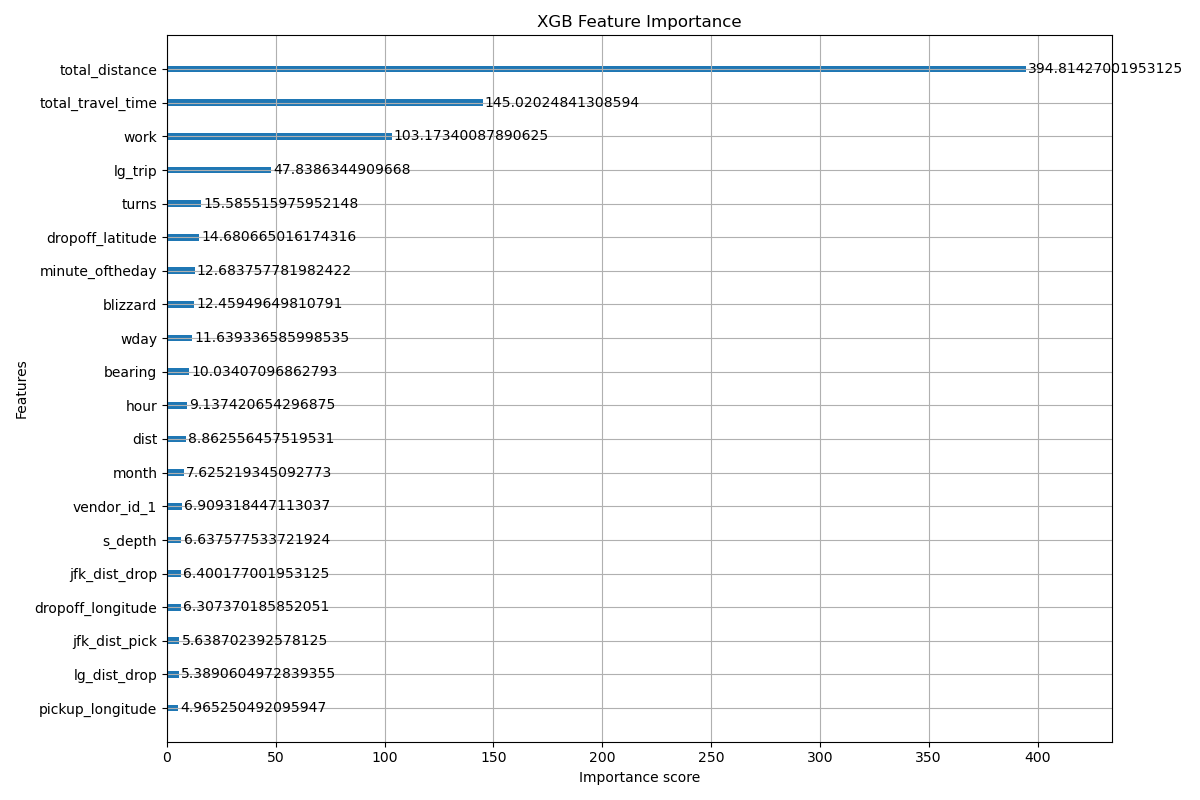 XGB Feature Importance
total_distance 394.81427001953125
total_travel_time 145.02024841308594
work 103.17340087890625
lg_trip 47.8386344909668
turns 15.585515975952148
dropoff_latitude 14.680665016174316
minute_oftheday 12.683757781982422
blizzard 12.45949649810791
wday 11.639336585998535
bearing 10.03407096862793
hour 9.137420654296875
dist 8.862556457519531
month 7.625219345092773
vendor_id_1 6.909318447113037
s_depth 6.637577533721924
jfk_dist_drop 6.400177001953125
dropoff_longitude 6.307370185852051
jfk_dist_pick 5.638702392578125
lg_dist_drop 5.3890604972839355
pickup_longitude 4.965250492095947
Features
0 50 100 150 200 250 300 350 400
Importance score